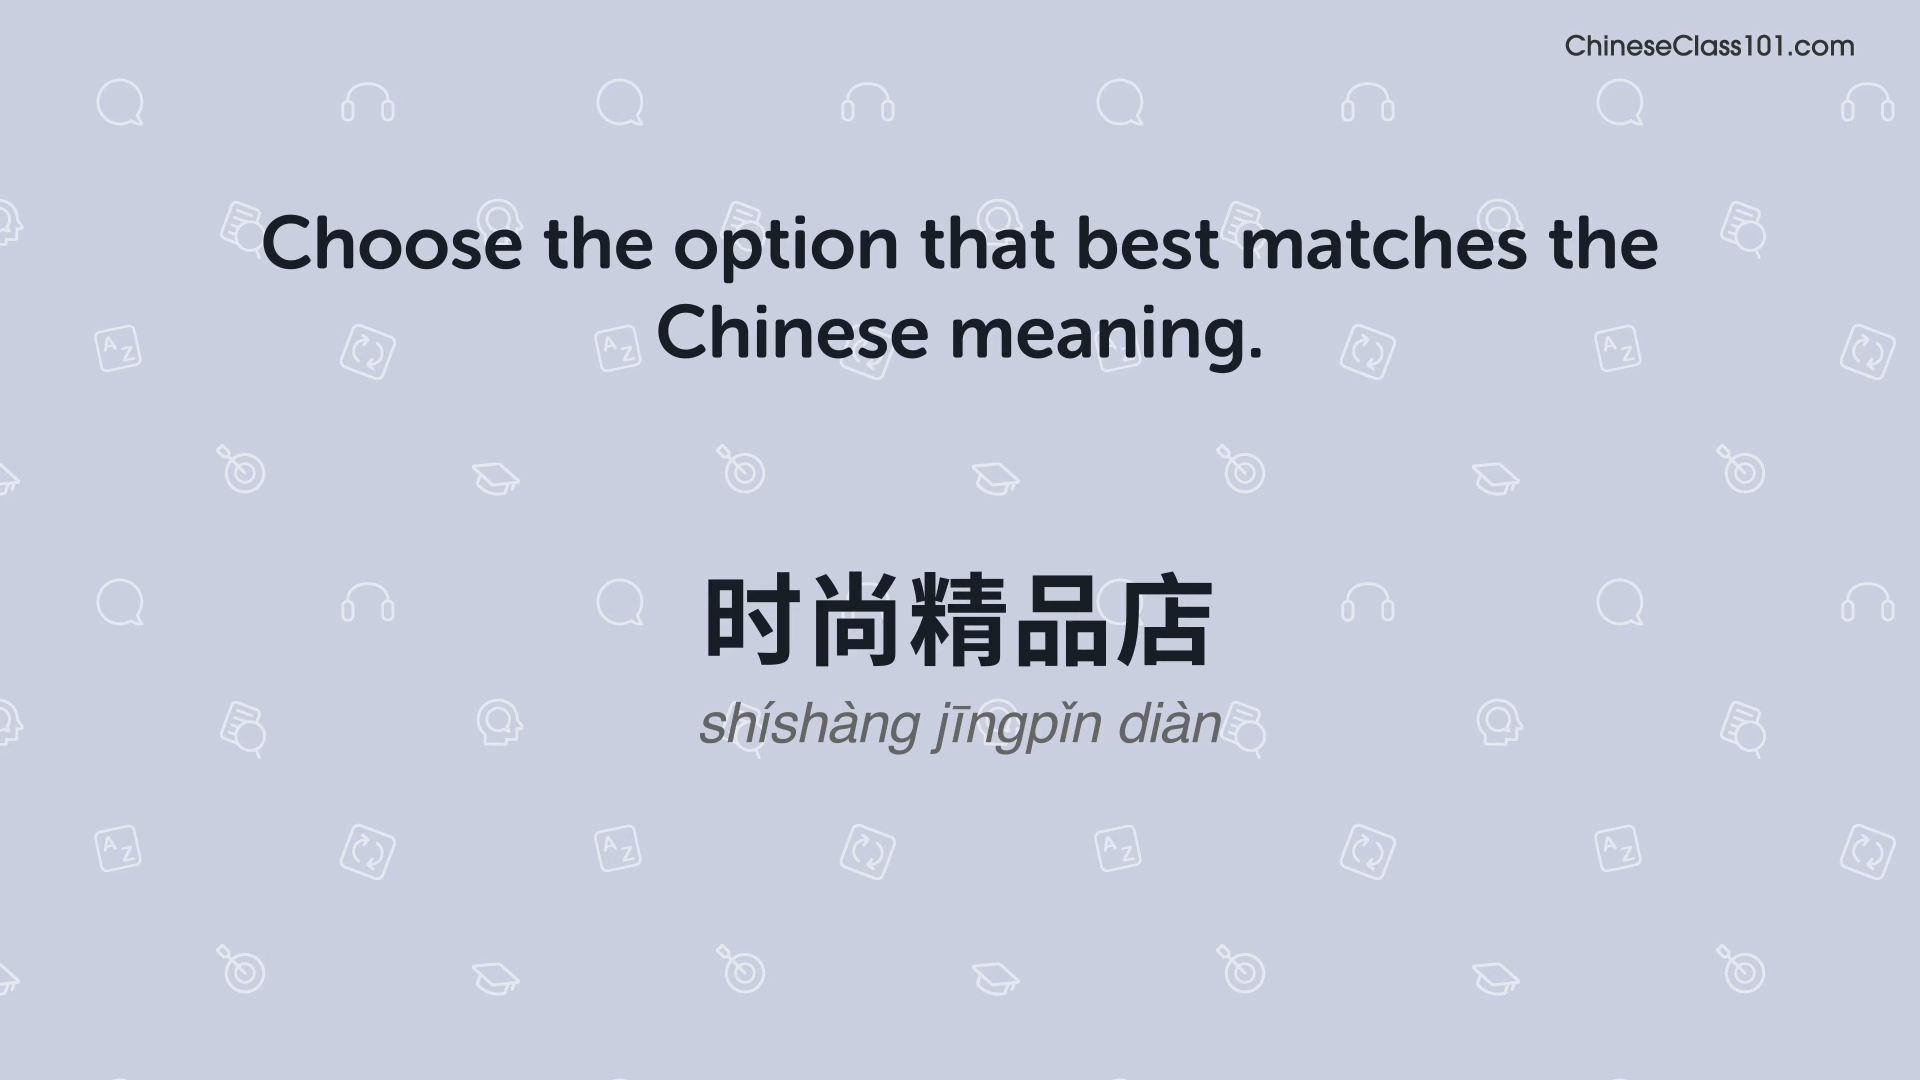 ChineseClass101.com
Choose the option that best matches the
Chinese meaning.
时尚精品店
shíshàng jīngpǐn diàn